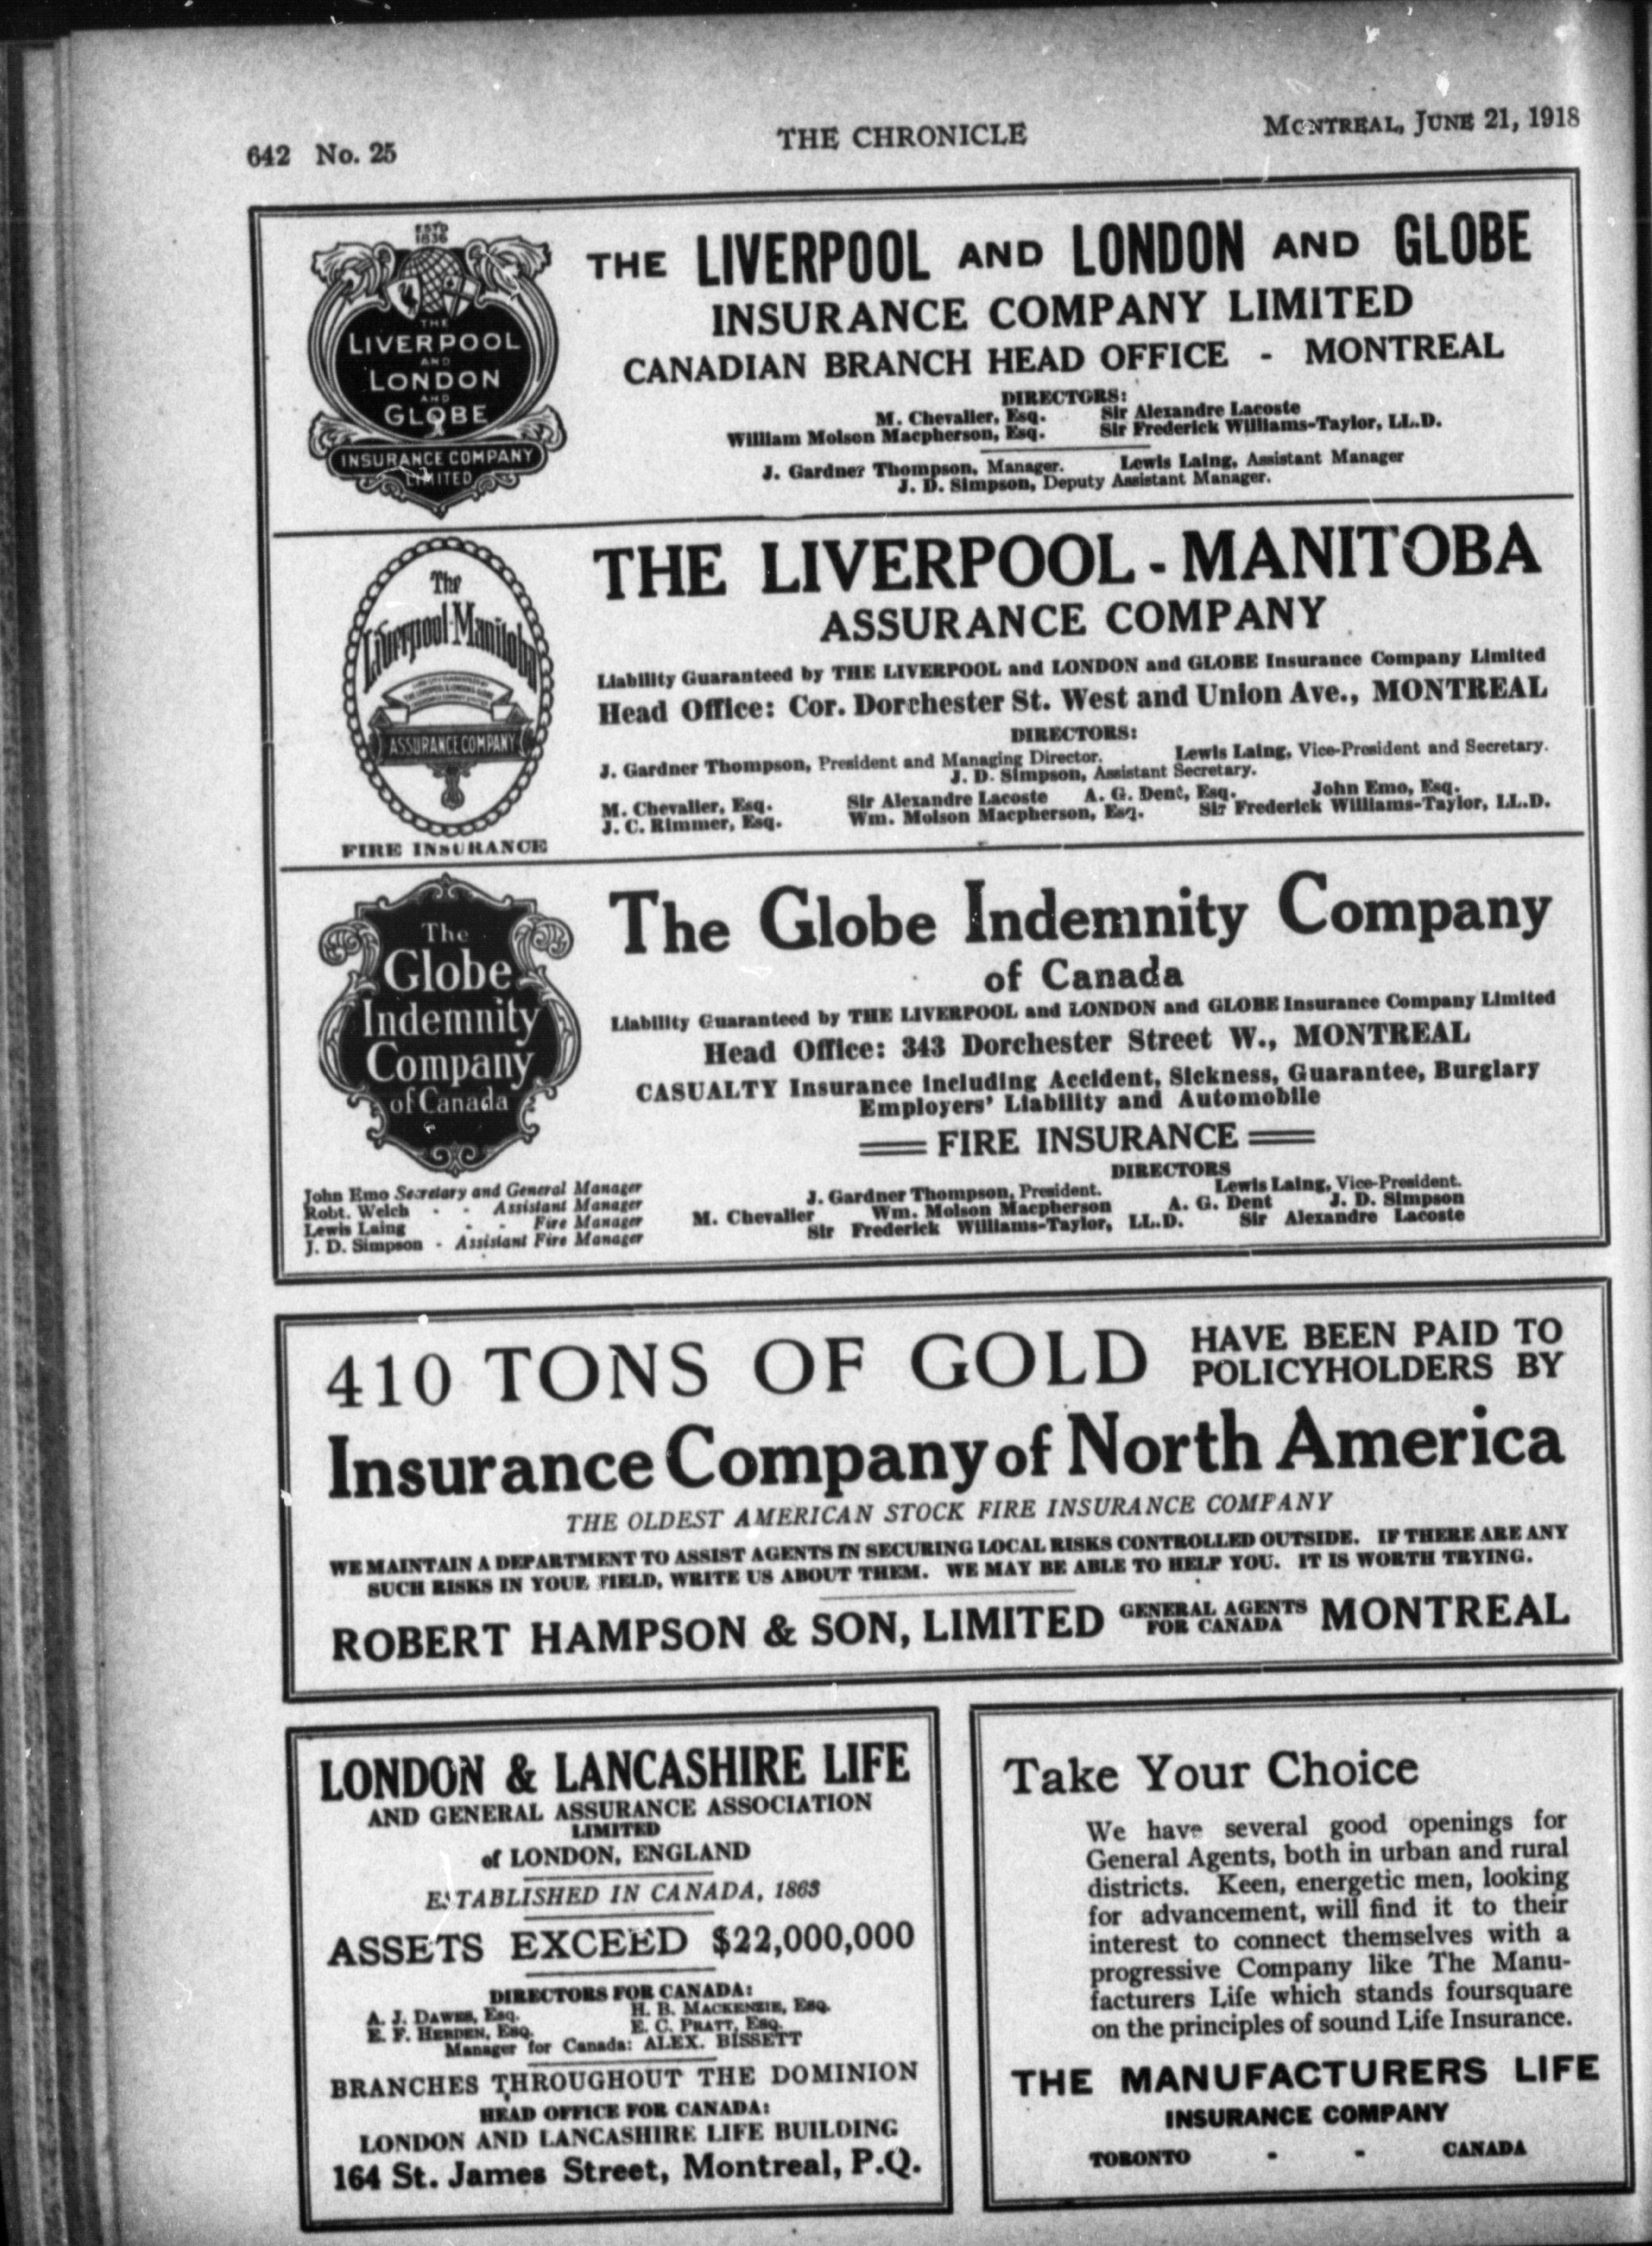 642 No. 25
THE CHRONICLE
MONTREAL, JUNE 21, 1918
ESTD
1836
THE
LIVERPOOL
AND
LONDON
AND
GLOBE
INSURANCE COMPANY
LIMITED
THE LIVERPOOL AND LONDON AND GLOBE
INSURANCE COMPANY LIMITED
CANADIAN BRANCH HEAD OFFICE - MONTREAL
DIRECTORS:
M. Chevalier, Esq. Sir Alexandre Lacoste
William Molson Macpherson, Esq. Sir Frederick Williams-Taylor, LL.D.
J. Gardner Thompson, Manager. Lewis Laing, Assistant Manager
J. D. Simpson, Deputy Assistant Manager.
The
Liverpool-Manitoba
ASSURANCE COMPANY
FIRE INSURANCE
THE LIVERPOOL - MANITOBA
ASSURANCE COMPANY
Liability Guaranteed by THE LIVERPOOL and LONDON and GLOBE Insurance Company Limited
Head Office: Cor. Dorchester St. West and Union Ave., MONTREAL
DIRECTORS:
J. Gardner Thompson, President and Managing Director. Lewis Laing, Vice-President and Secretary.
J. D. Simpson, Assistant Secretary.
M. Chevalier, Esq. Sir Alexandre Lacoste A. G. Dent, Esq. John Emo, Esq.
J. C. Rimmer, Esq. Wm. Molson Macpherson, Esq. Sir Frederick Williams-Taylor, LL.D.
The
Globe
Indemnity
Company
of Canada
The Globe Indemnity Company
of Canada
Liability Guaranteed by THE LIVERPOOL and LONDON and GLOBE Insurance Company Limited
Head Office: 343 Dorchester Street W., MONTREAL
CASUALTY Insurance including Accident, Sickness, Guarantee, Burglary
Employers' Liability and Automobile
FIRE INSURANCE
John Emo Secretary and General Manager
Robt. Welch - - Assistant Manager
Lewis Laing - - Fire Manager
J. D. Simpson - Assistant Fire Manager
DIRECTORS
J. Gardner Thompson, President. Lewis Laing, Vice-President.
M. Chevalier Wm. Molson Macpherson A. G. Dent J. D. Simpson
Sir Frederick Williams-Taylor, LL.D. Sir Alexandre Lacoste
410 TONS OF GOLD HAVE BEEN PAID TO
POLICYHOLDERS BY
Insurance Company of North America
THE OLDEST AMERICAN STOCK FIRE INSURANCE COMPANY
WE MAINTAIN A DEPARTMENT TO ASSIST AGENTS IN SECURING LOCAL RISKS CONTROLLED OUTSIDE. IF THERE ARE ANY
SUCH RISKS IN YOUR FIELD, WRITE US ABOUT THEM. WE MAY BE ABLE TO HELP YOU. IT IS WORTH TRYING.
ROBERT HAMPSON & SON, LIMITED GENERAL AGENTS
FOR CANADA MONTREAL
LONDON & LANCASHIRE LIFE
AND GENERAL ASSURANCE ASSOCIATION
LIMITED
of LONDON, ENGLAND
ESTABLISHED IN CANADA, 1863
ASSETS EXCEED $22,000,000
DIRECTORS FOR CANADA:
A. J. DAWES, Esq. H. B. MACKENZIE, Esq.
E. F. HEBDEN, Esq. E. C. PRATT, Esq.
Manager for Canada: ALEX. BISSETT
BRANCHES THROUGHOUT THE DOMINION
HEAD OFFICE FOR CANADA:
LONDON AND LANCASHIRE LIFE BUILDING
164 St. James Street, Montreal, P.Q.
Take Your Choice
We have several good openings for
General Agents, both in urban and rural
districts. Keen, energetic men, looking
for advancement, will find it to their
interest to connect themselves with a
progressive Company like The Manu-
facturers Life which stands foursquare
on the principles of sound Life Insurance.
THE MANUFACTURERS LIFE
INSURANCE COMPANY
TORONTO - - CANADA